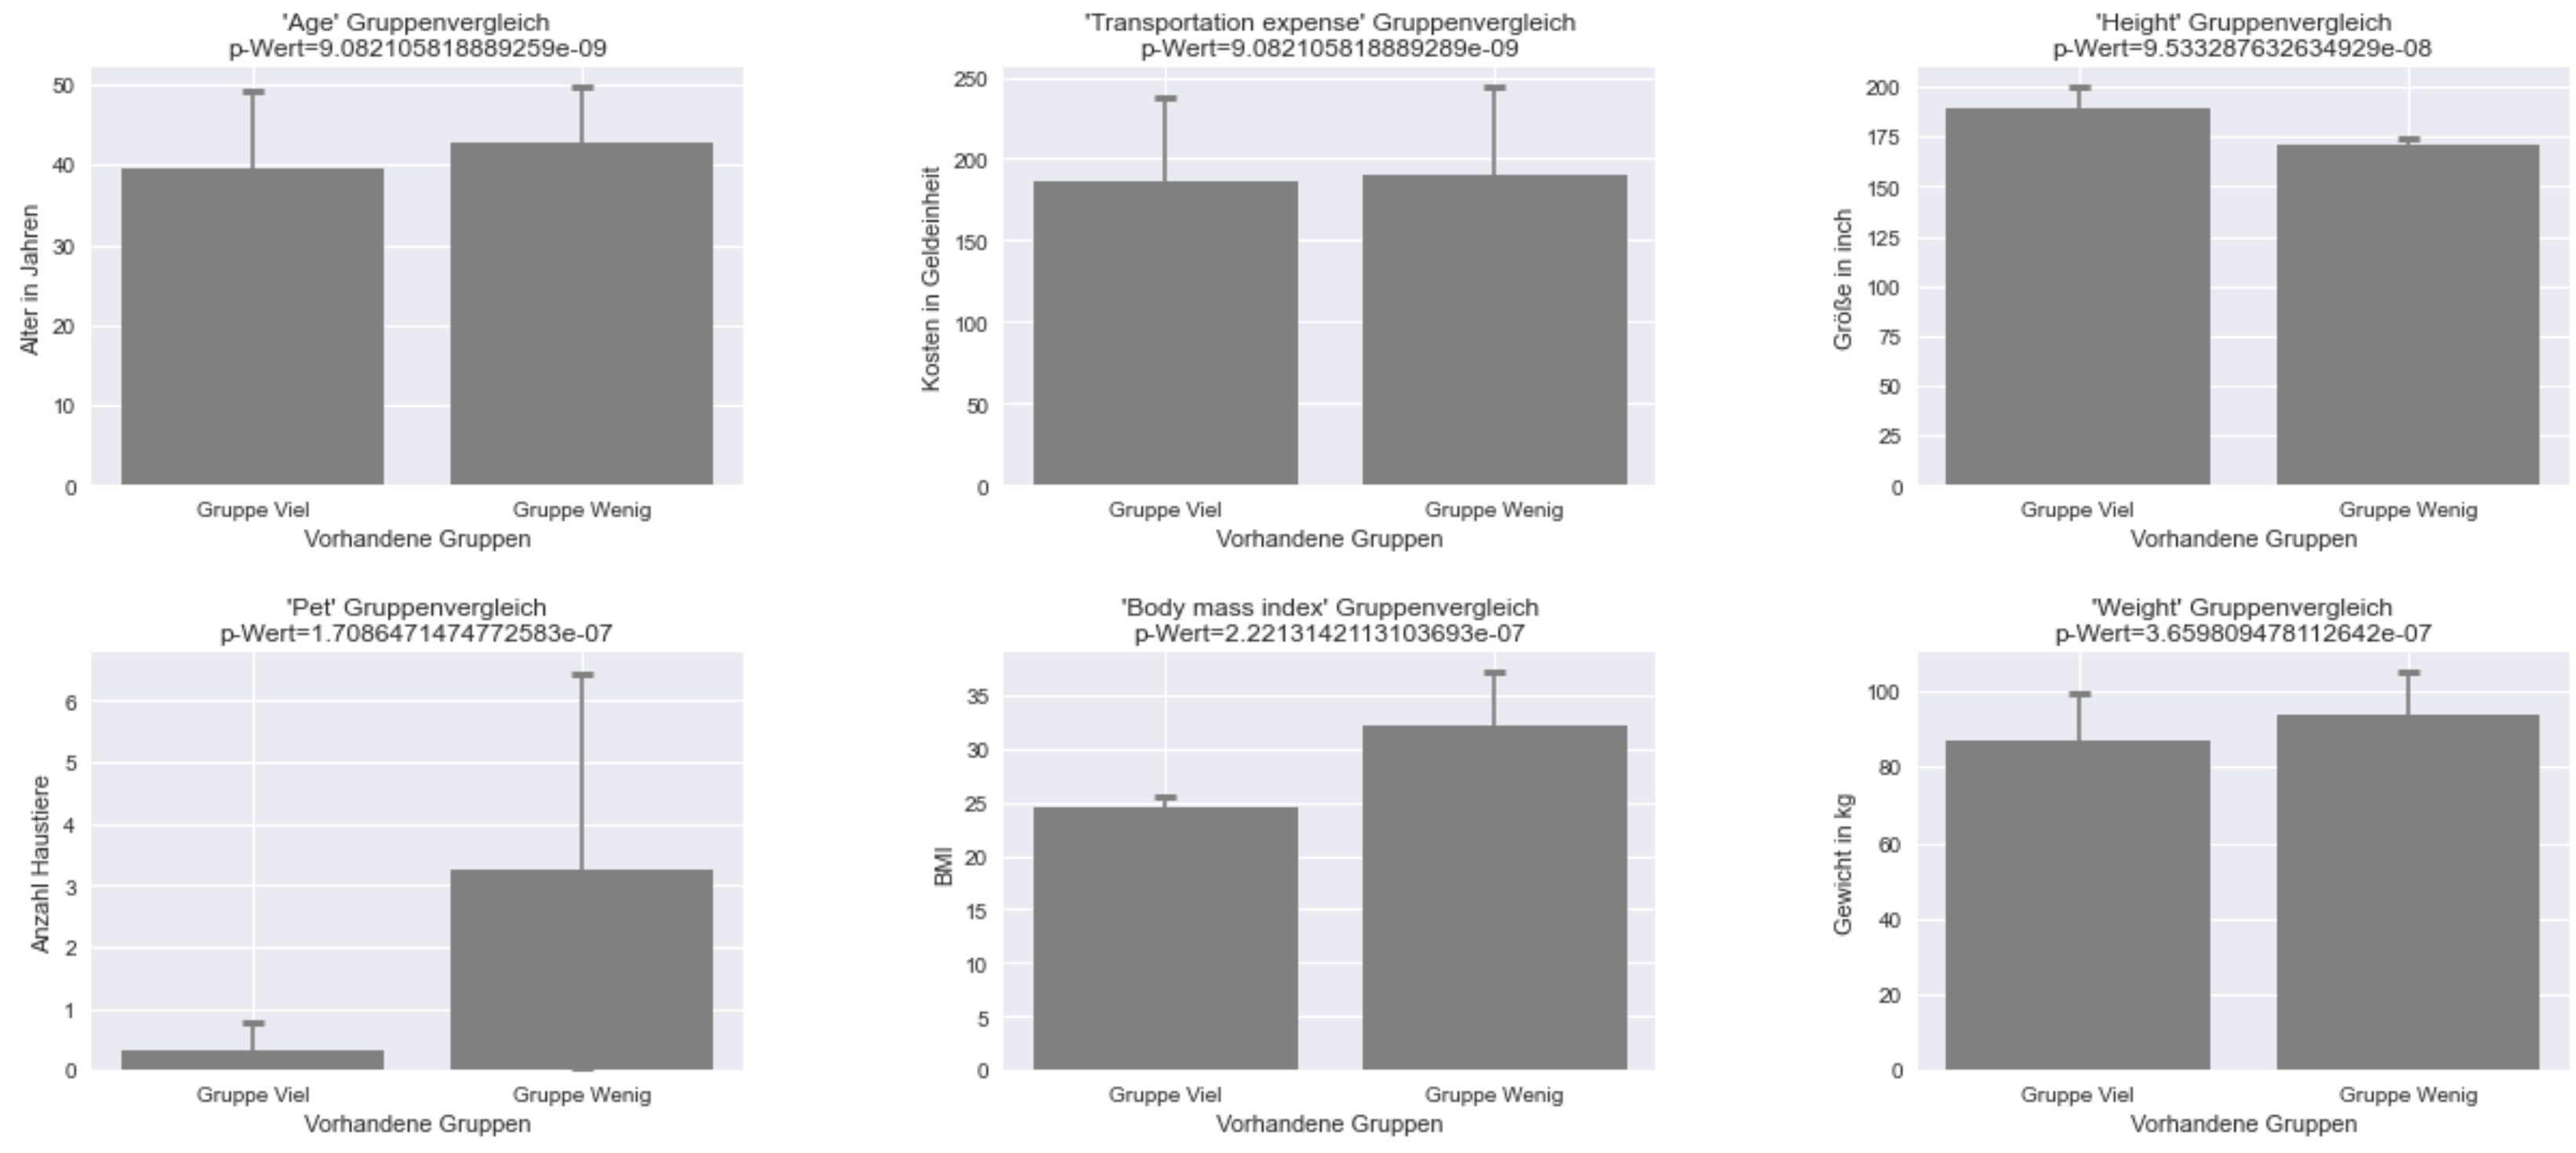 'Age' Gruppenvergleich
p-Wert=9.082105818889259e-09
50
40
30
20
10
0
Alter in Jahren
Gruppe Viel
Gruppe Wenig
Vorhandene Gruppen
'Transportation expense' Gruppenvergleich
p-Wert=9.082105818889289e-09
250
200
150
100
50
0
Kosten in Geldeinheit
Gruppe Viel
Gruppe Wenig
Vorhandene Gruppen
'Height' Gruppenvergleich
p-Wert=9.533287632634929e-08
200
175
150
125
100
75
50
25
0
Größe in inch
Gruppe Viel
Gruppe Wenig
Vorhandene Gruppen
'Pet' Gruppenvergleich
p-Wert=1.7086471474772583e-07
6
5
4
3
2
1
0
Anzahl Haustiere
Gruppe Viel
Gruppe Wenig
Vorhandene Gruppen
'Body mass index' Gruppenvergleich
p-Wert=2.2213142113103693e-07
35
30
25
20
15
10
5
0
BMI
Gruppe Viel
Gruppe Wenig
Vorhandene Gruppen
'Weight' Gruppenvergleich
p-Wert=3.659809478112642e-07
100
80
60
40
20
0
Gewicht in kg
Gruppe Viel
Gruppe Wenig
Vorhandene Gruppen